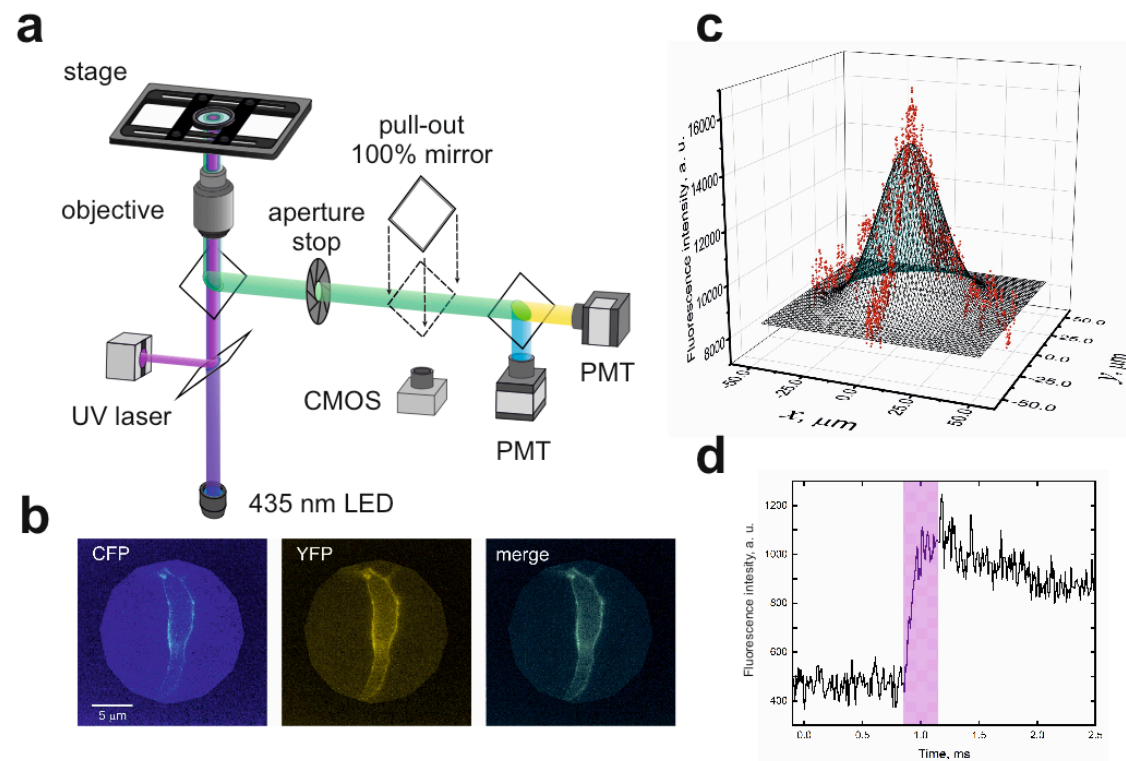 a
stage
pull-out
100% mirror
objective
aperture
stop
UV laser
CMOS
PMT
PMT
435 nm LED
b
CFP
YFP
merge
5 μm
c
Fluorescence intensity, a. u.
16000
14000
12000
10000
8000
-50.0
-25.0
0.0
25.0
50.0
x, μm
50.0
25.0
0.0
-25.0
-50.0
y, μm
d
Fluorescence intesity, a. u.
1200
1000
800
600
400
0.0
0.5
1.0
1.5
2.0
2.5
Time, ms